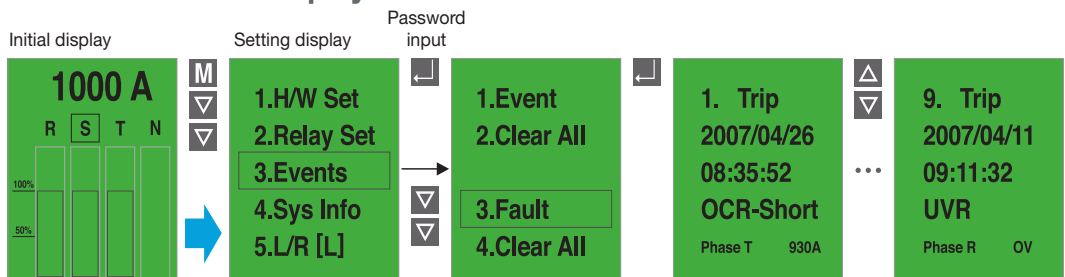 Password
Initial display
Setting display
input
1000 A
R S T N
100%
50%
M
1.H/W Set
2.Relay Set
3.Events
4.Sys Info
5.L/R [L]
1.Event
2.Clear All
3.Fault
4.Clear All
1. Trip
2007/04/26
08:35:52
OCR-Short
Phase T 930A
...
9. Trip
2007/04/11
09:11:32
UVR
Phase R OV